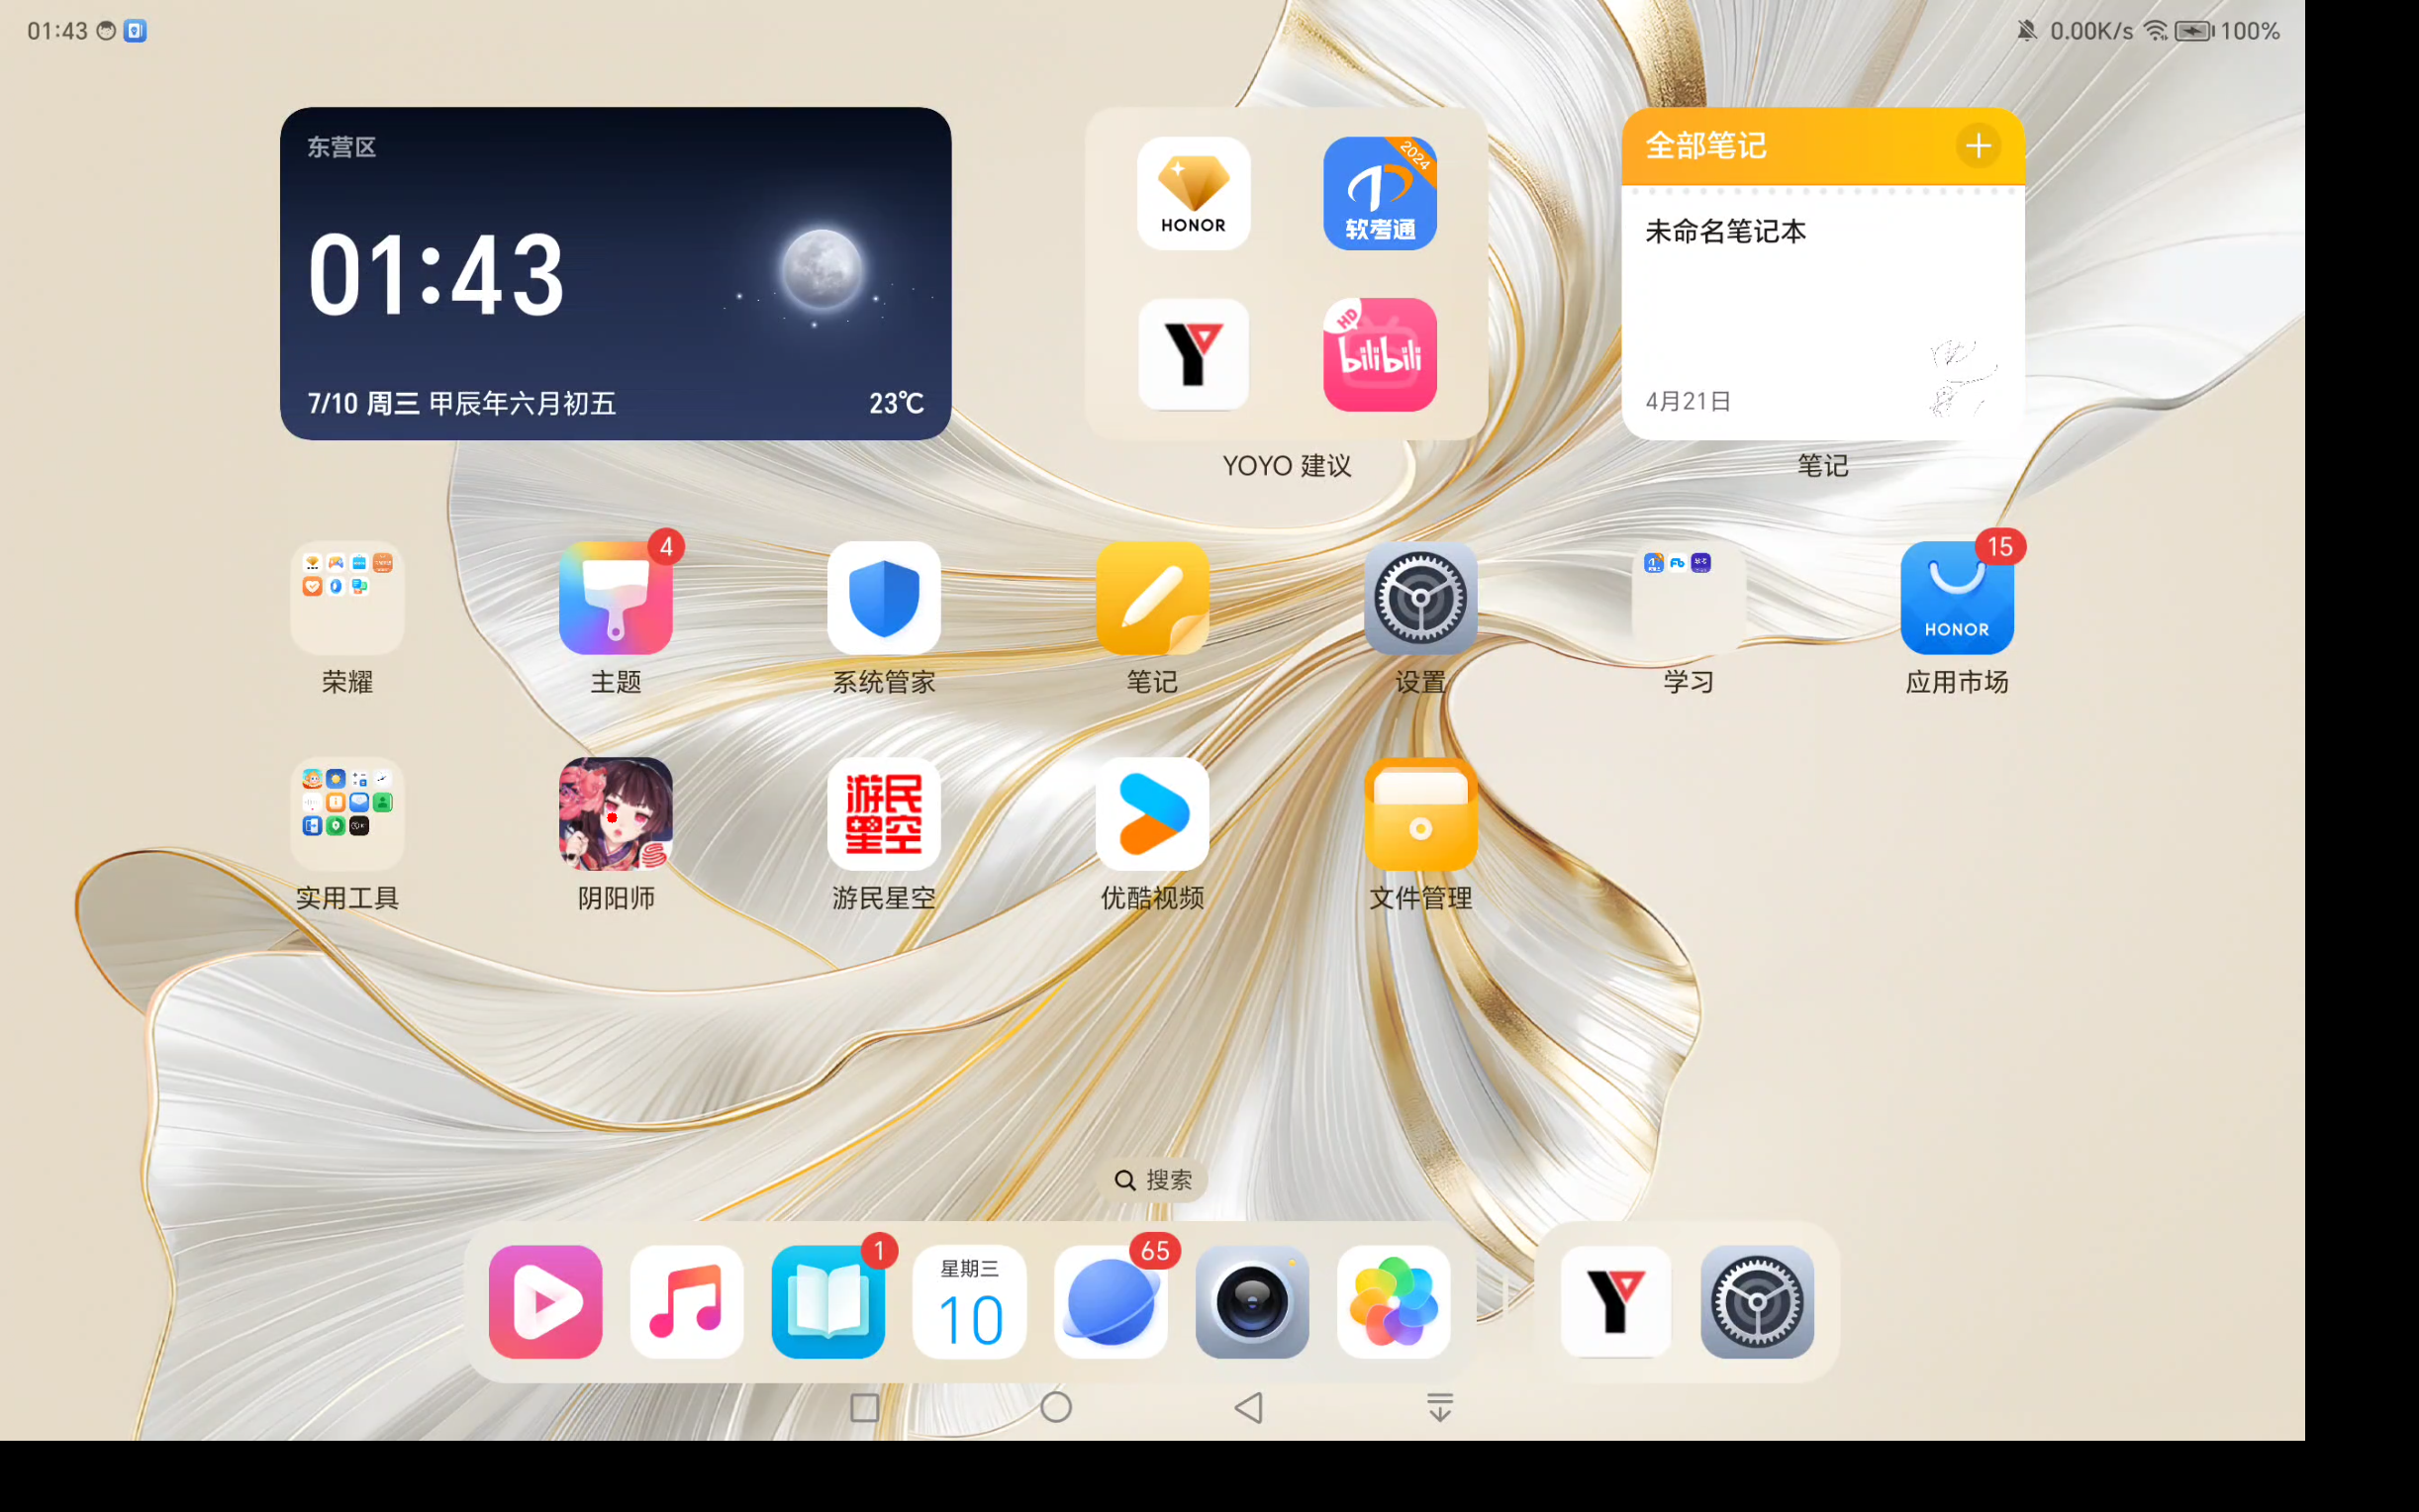 01:43
0.00K/s
100%
东营区
01:43
7/10 周三 甲辰年六月初五
23℃
HONOR
2024
软考通
HD
bilibili
YOYO 建议
全部笔记
未命名笔记本
4月21日
笔记
荣耀
4
主题
系统管家
笔记
设置
学习
15
HONOR
应用市场
实用工具
阴阳师
游民星空
游民星空
优酷视频
文件管理
搜索
1
星期三
10
65